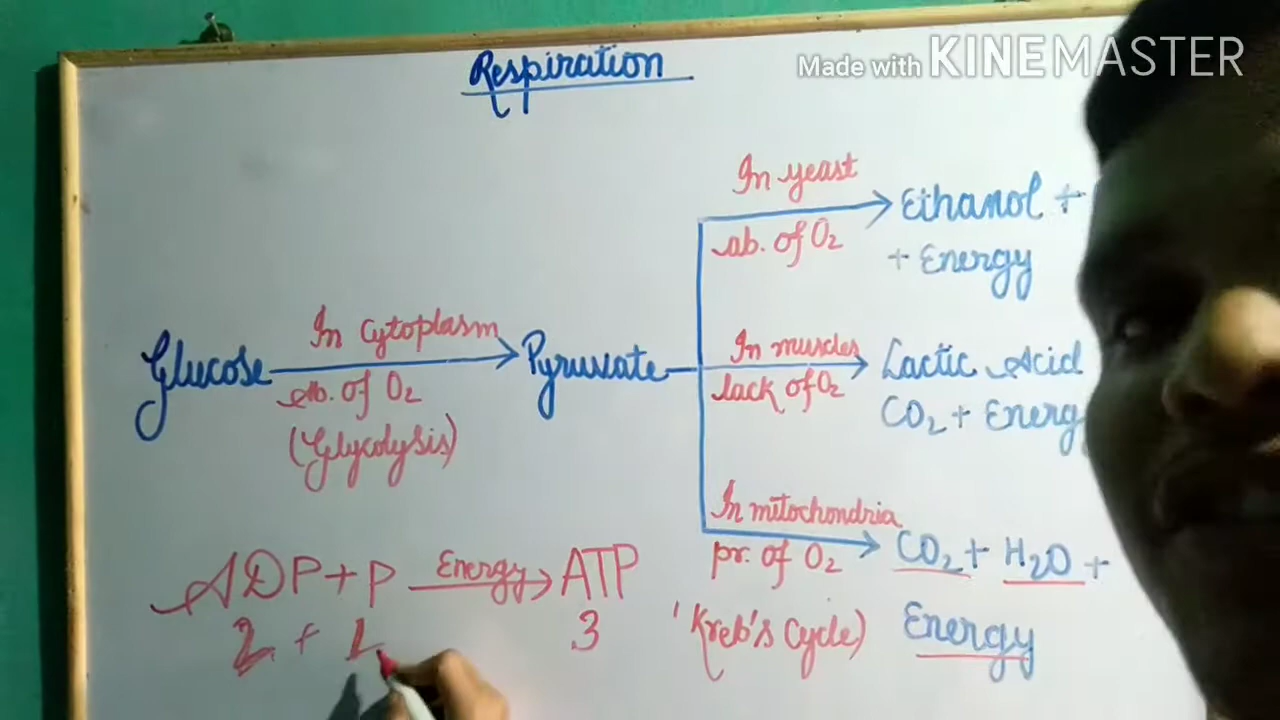 Made with KINEMASTER
Respiration
In yeast
Ethanol +
ab. of O2
+ Energy
In Cytoplasm
Glucose
Pyruvate
ab. of O2
(Glycolysis)
In muscles
Lactic Acid
lack of O2
CO2 + Energ
In mitochondria
CO2 + H2O +
pr. of O2
Energy
(Kreb's Cycle)
ADP + P
Energy
ATP
2 + 1
3